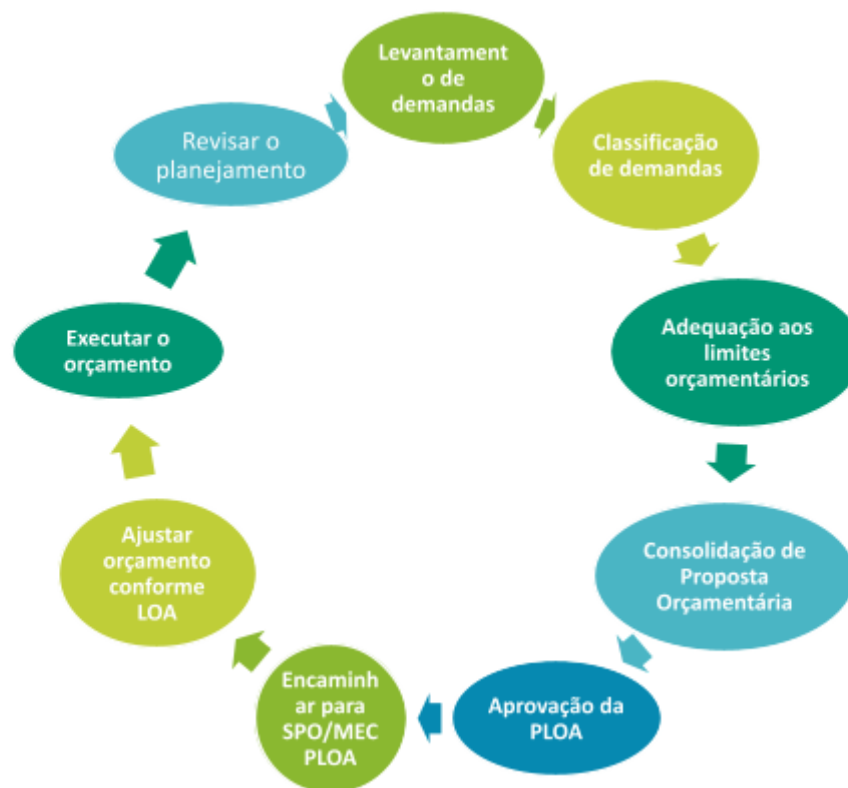 Levantament
o de
demandas
Classificação
de demandas
Adequação aos
limites
orçamentários
Consolidação de
Proposta
Orçamentária
Aprovação da
PLOA
Encaminh
ar para
SPO/MEC
PLOA
Ajustar
orçamento
conforme
LOA
Executar o
orçamento
Revisar o
planejamento